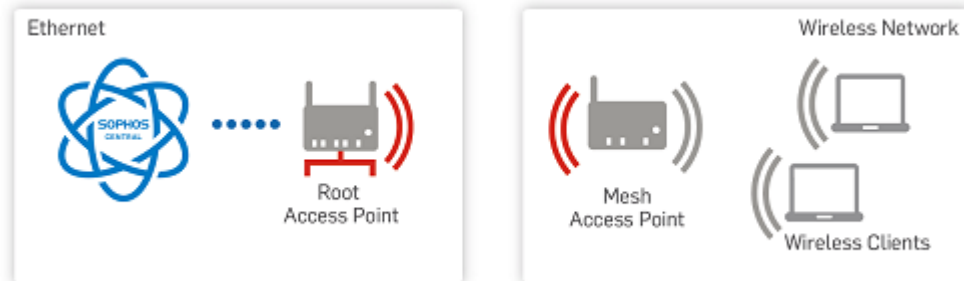 Ethernet
SOPHOS
CENTRAL
Root
Access Point
Wireless Network
Mesh
Access Point
Wireless Clients